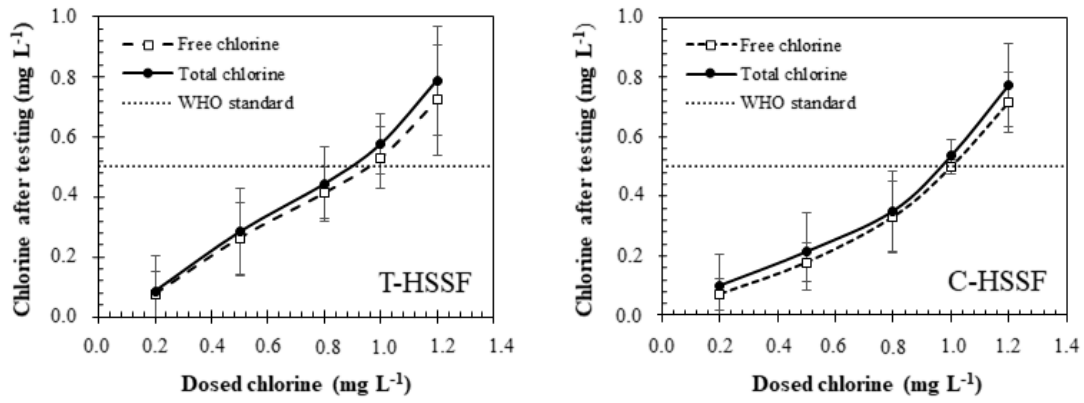 Chlorine after testing (mg L⁻¹)
1.0
0.8
0.6
0.4
0.2
0.0
Free chlorine
Total chlorine
WHO standard
T-HSSF
0.0 0.2 0.4 0.6 0.8 1.0 1.2 1.4
Dosed chlorine (mg L⁻¹)
Chlorine after testing (mg L⁻¹)
1.0
0.8
0.6
0.4
0.2
0.0
Free chlorine
Total chlorine
WHO standard
C-HSSF
0.0 0.2 0.4 0.6 0.8 1.0 1.2 1.4
Dosed chlorine (mg L⁻¹)